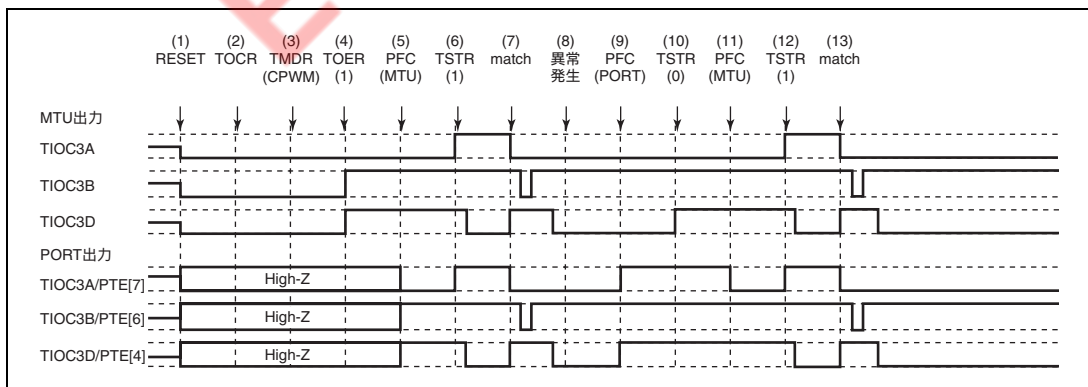 (1) (2) (3) (4) (5) (6) (7) (8) (9) (10) (11) (12) (13)
RESET TOCR TMDR TOER PFC TSTR match 異常 PFC TSTR PFC TSTR match
(CPWM) (1) (MTU) (1) 発生 (PORT) (0) (MTU) (1)
MTU出力
TIOC3A
TIOC3B
TIOC3D
PORT出力
TIOC3A/PTE[7] High-Z
TIOC3B/PTE[6] High-Z
TIOC3D/PTE[4] High-Z